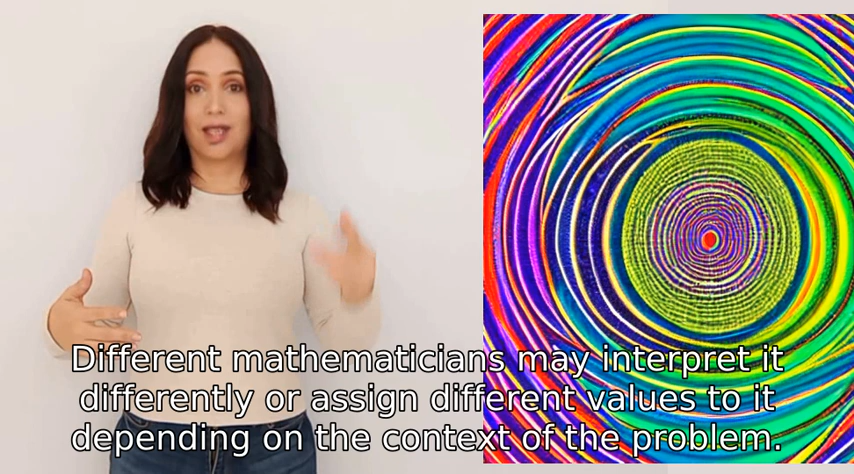 Different mathematicians may interpret it
differently or assign different values to it
depending on the context of the problem.